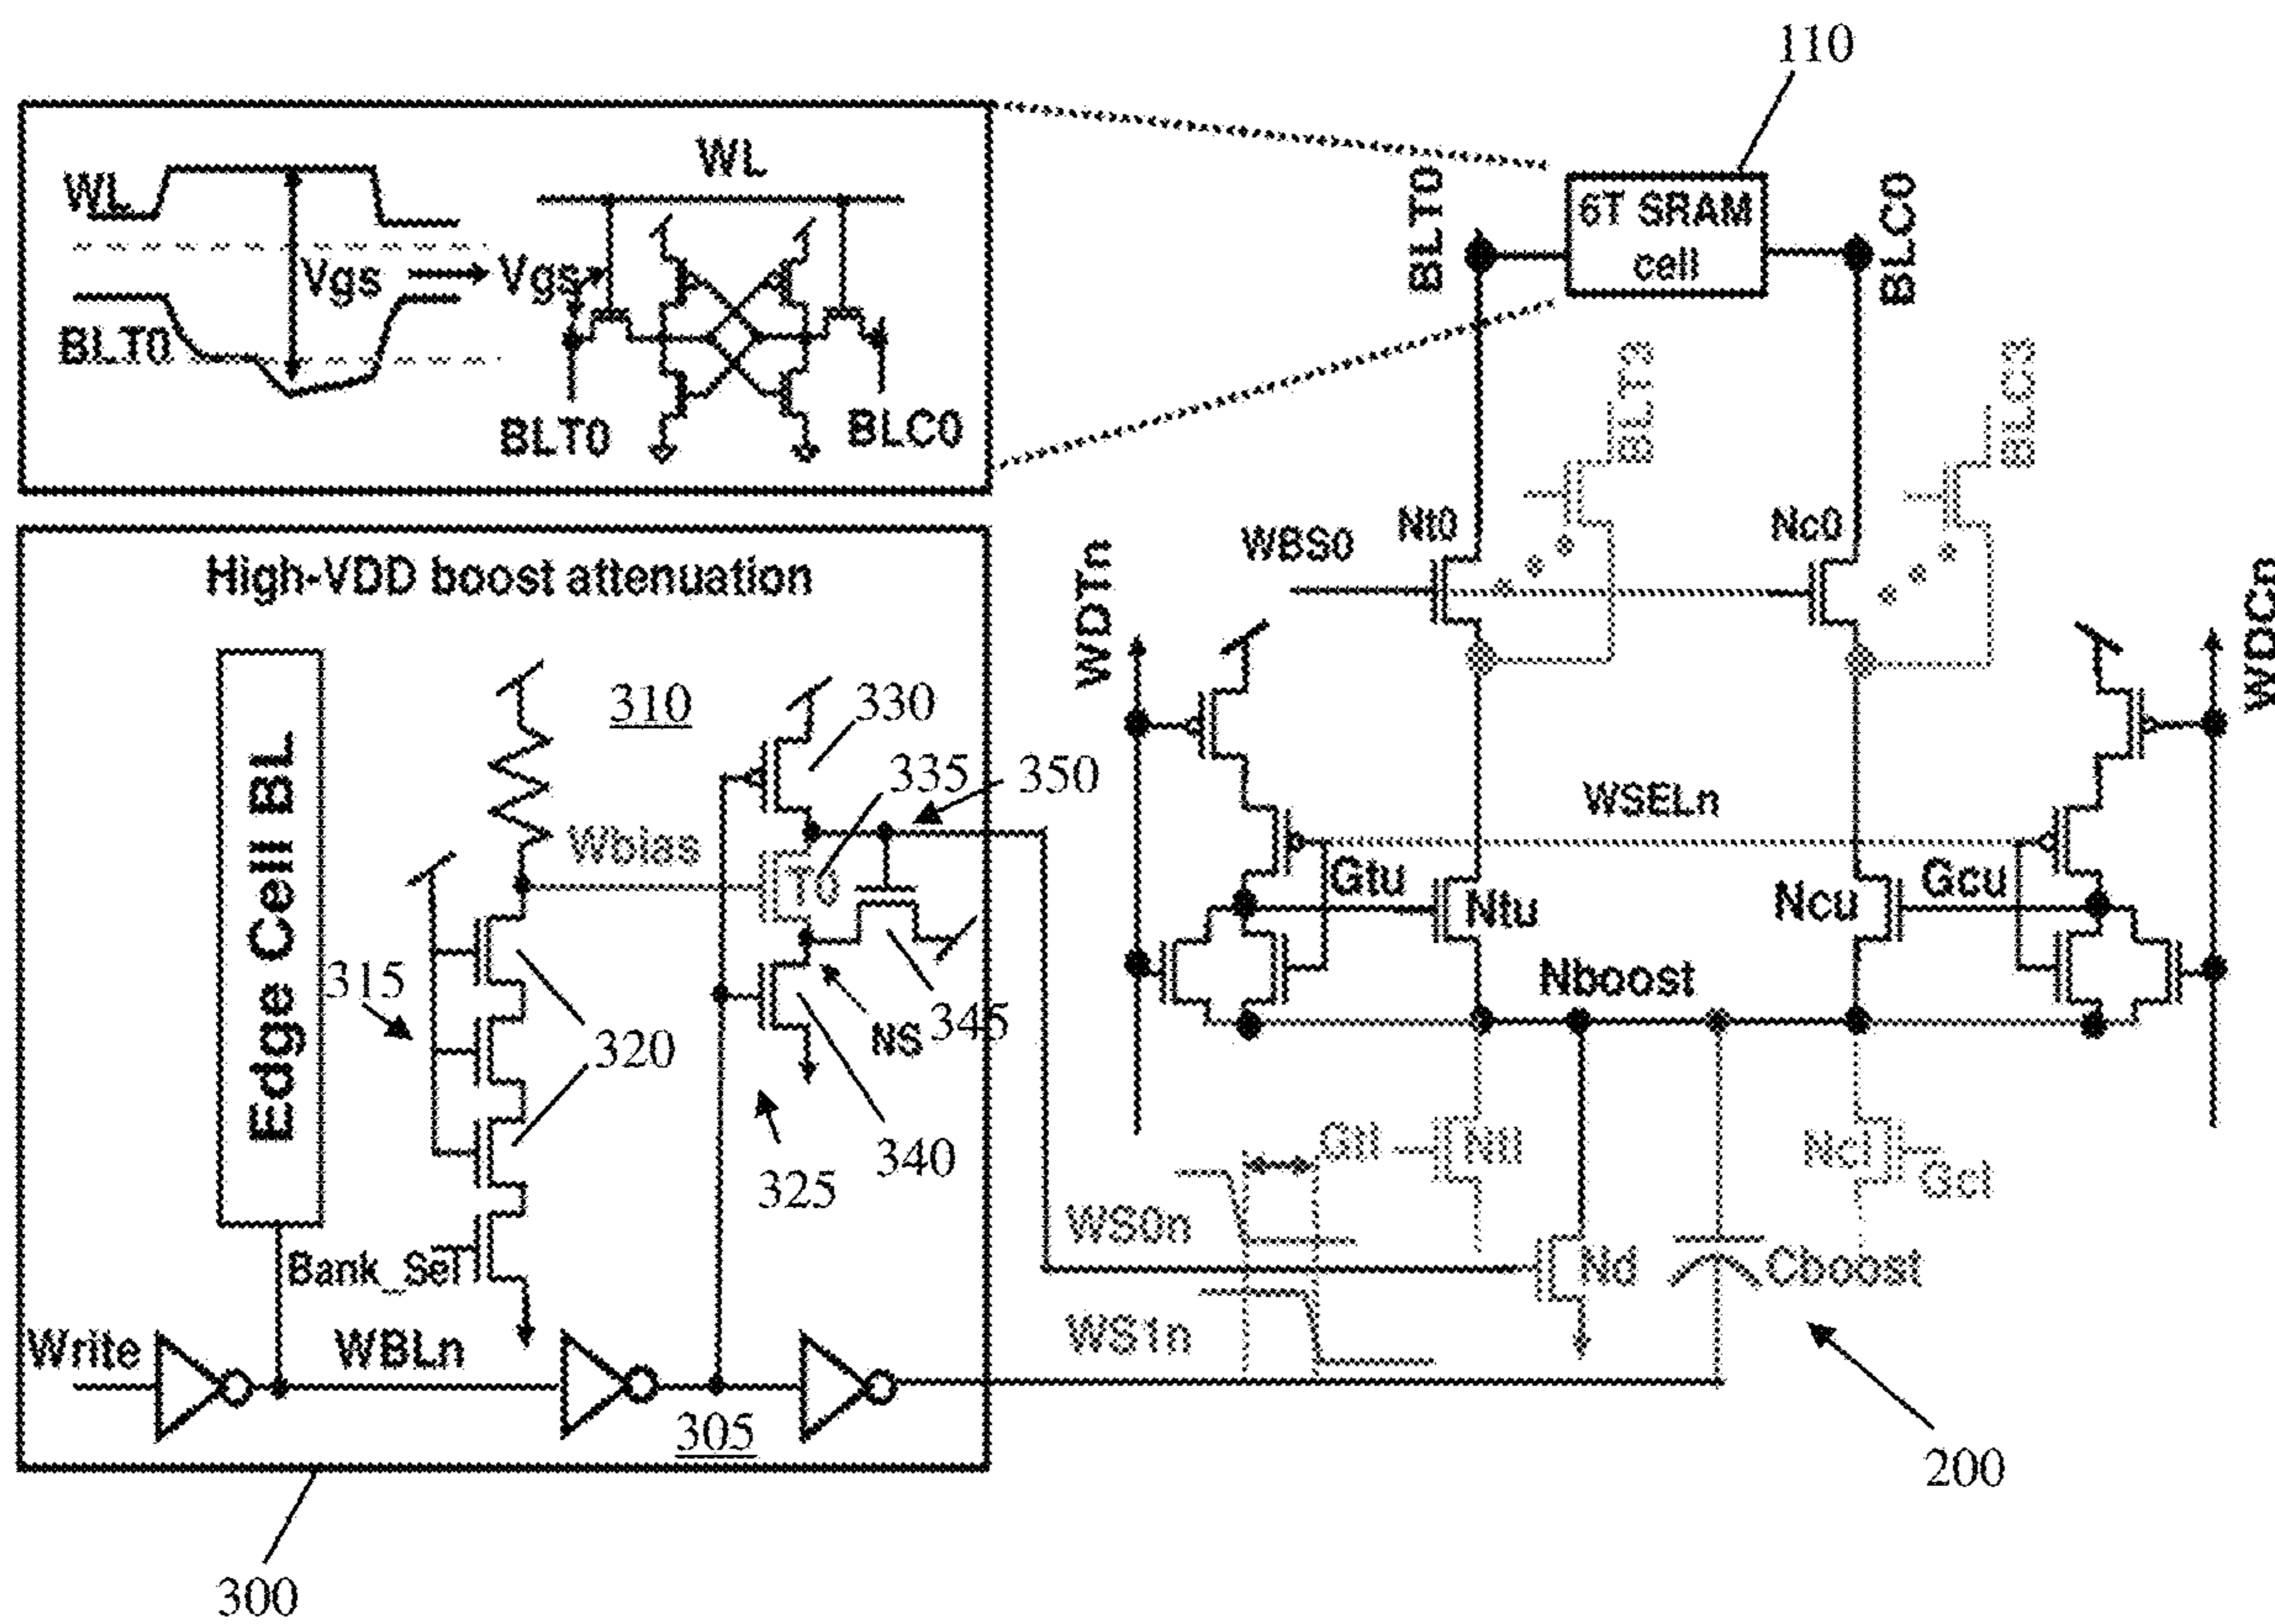 110
WL
WL
BLT0
6T SRAM
cell
BLC0
Vgs
Vgs
BLT0
BLT0
BLC0
BLT3
BLC3
High-VDD boost attenuation
WBS0
Nt0
Nc0
WDTn
WDCn
310
330
335
350
Edge Cell BL
Wbias
T0
WSELn
Gtu
Ntu
Ncu
Gcu
315
320
NS
345
Nboost
325
340
Gtl
Ntl
Ncl
Gcl
WS0n
Bank_Sel
Nd
Cboost
Write
WBLn
WS1n
305
200
300